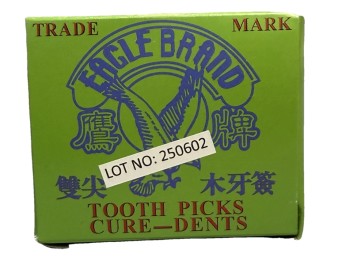 TRADE MARK
EAGLE BRAND
鷹 牌
LOT NO: 250602
雙尖 木牙簽
TOOTH PICKS
CURE—DENTS